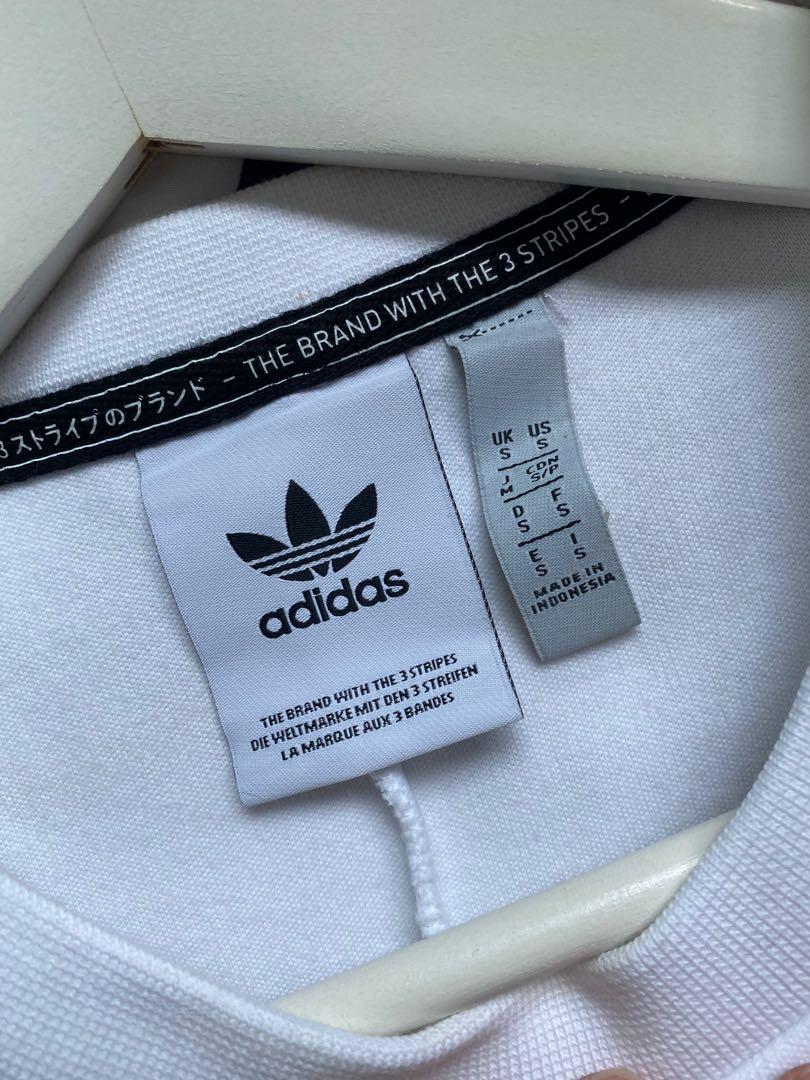 3ストライプのブランド – THE BRAND WITH THE 3 STRIPES –
adidas
THE BRAND WITH THE 3 STRIPES
DIE WELTMARKE MIT DEN 3 STREIFEN
LA MARQUE AUX 3 BANDES
UK US
S S
J CDN
M S/P
D F
S S
E I
S S
MADE IN
INDONESIA